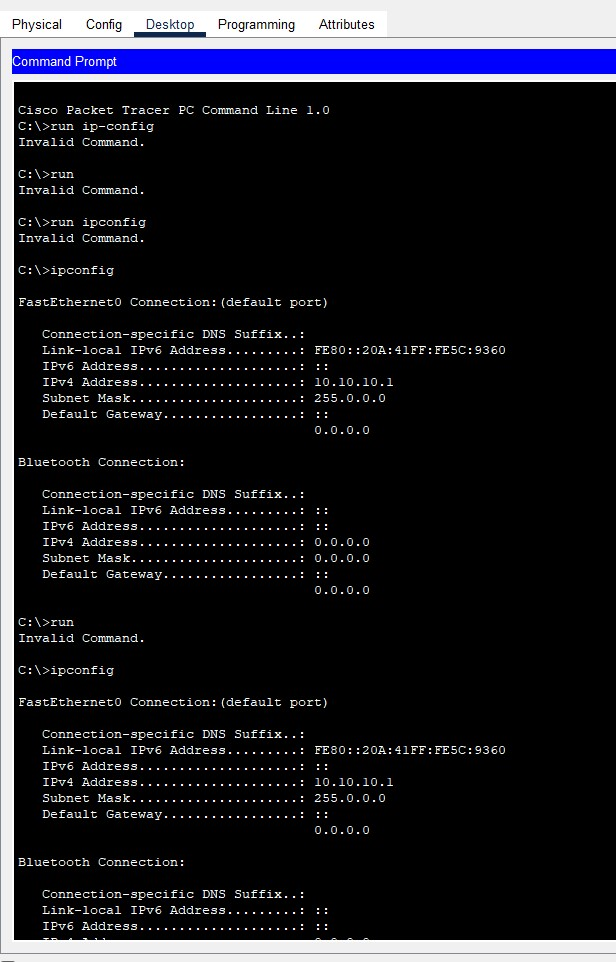 Physical Config Desktop Programming Attributes
Command Prompt
Cisco Packet Tracer PC Command Line 1.0
C:\>run ip-config
Invalid Command.
C:\>run
Invalid Command.
C:\>run ipconfig
Invalid Command.
C:\>ipconfig
FastEthernet0 Connection:(default port)
Connection-specific DNS Suffix..:
Link-local IPv6 Address.........: FE80::20A:41FF:FE5C:9360
IPv6 Address....................: ::
IPv4 Address....................: 10.10.10.1
Subnet Mask.....................: 255.0.0.0
Default Gateway.................: ::
0.0.0.0
Bluetooth Connection:
Connection-specific DNS Suffix..:
Link-local IPv6 Address.........: ::
IPv6 Address....................: ::
IPv4 Address....................: 0.0.0.0
Subnet Mask.....................: 0.0.0.0
Default Gateway.................: ::
0.0.0.0
C:\>run
Invalid Command.
C:\>ipconfig
FastEthernet0 Connection:(default port)
Connection-specific DNS Suffix..:
Link-local IPv6 Address.........: FE80::20A:41FF:FE5C:9360
IPv6 Address....................: ::
IPv4 Address....................: 10.10.10.1
Subnet Mask.....................: 255.0.0.0
Default Gateway.................: ::
0.0.0.0
Bluetooth Connection:
Connection-specific DNS Suffix..:
Link-local IPv6 Address.........: ::
IPv6 Address....................: ::